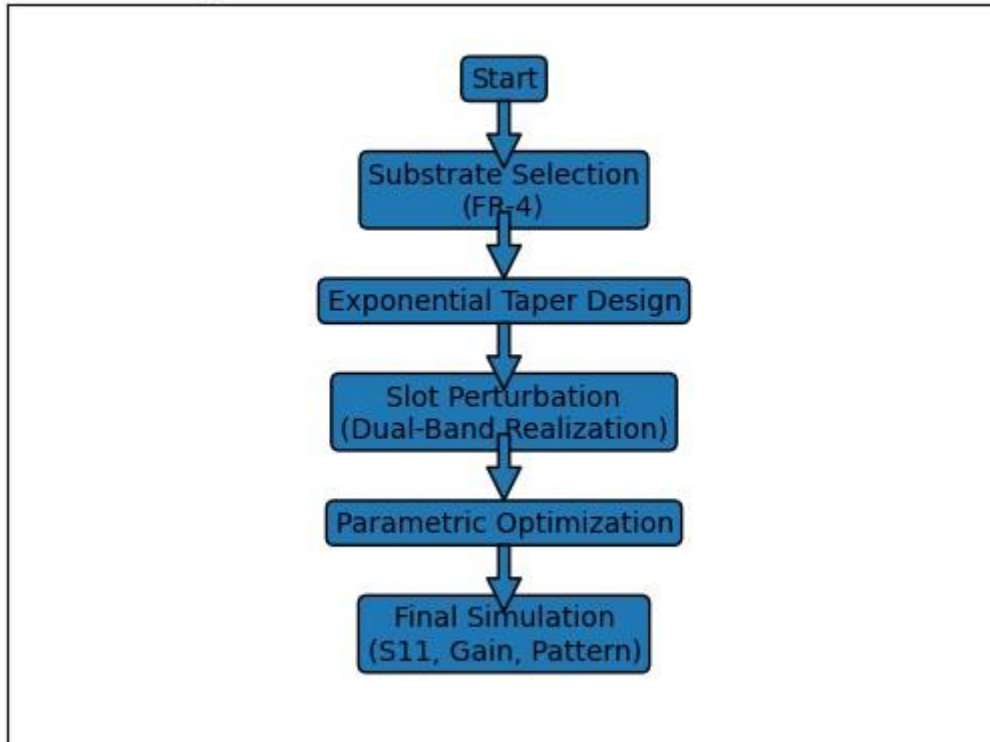 Start
Substrate Selection
(FR-4)
Exponential Taper Design
Slot Perturbation
(Dual-Band Realization)
Parametric Optimization
Final Simulation
(S11, Gain, Pattern)